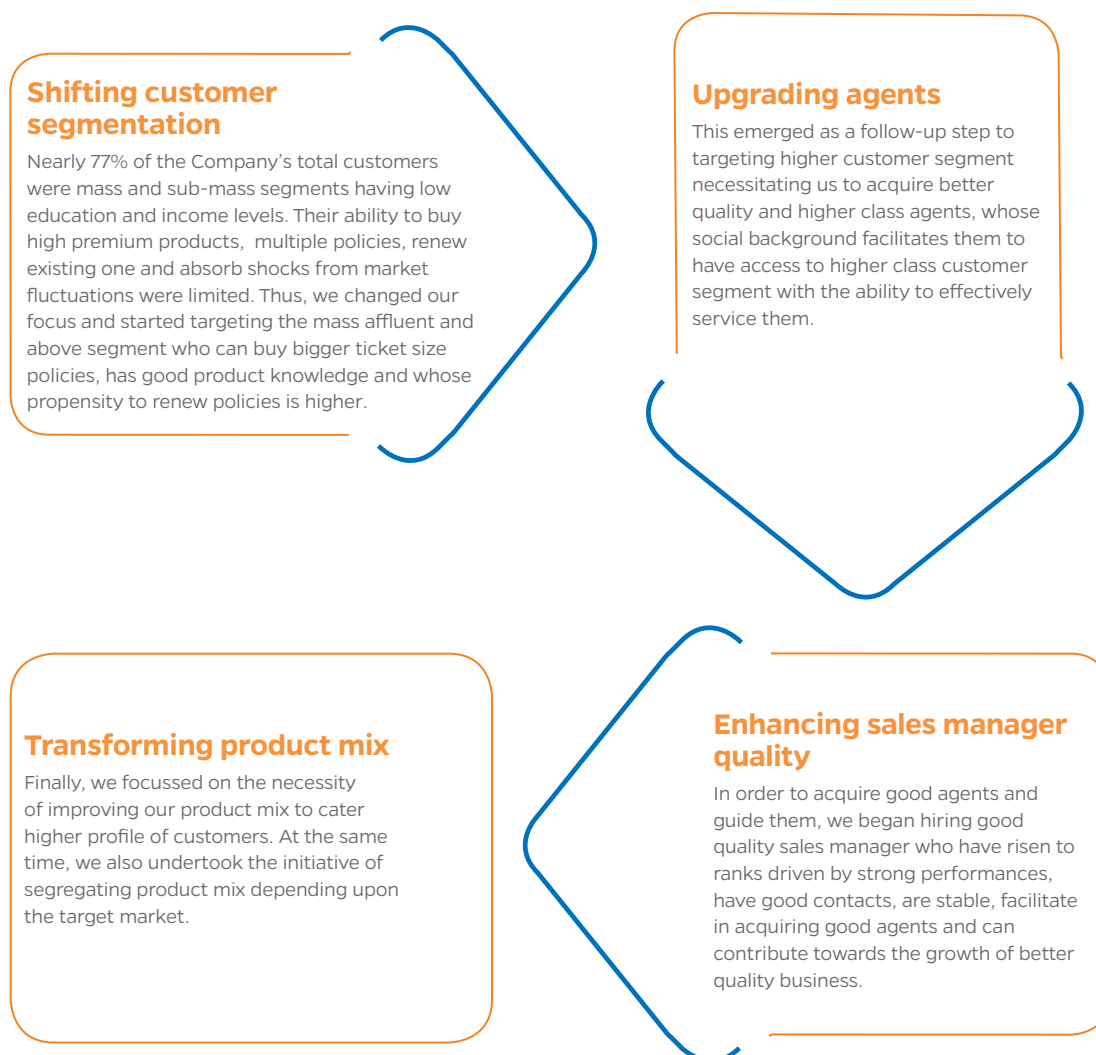 Shifting customer
segmentation
Nearly 77% of the Company's total customers
were mass and sub-mass segments having low
education and income levels. Their ability to buy
high premium products,  multiple policies, renew
existing one and absorb shocks from market
fluctuations were limited. Thus, we changed our
focus and started targeting the mass affluent and
above segment who can buy bigger ticket size
policies, has good product knowledge and whose
propensity to renew policies is higher.
Upgrading agents
This emerged as a follow-up step to
targeting higher customer segment
necessitating us to acquire better
quality and higher class agents, whose
social background facilitates them to
have access to higher class customer
segment with the ability to effectively
service them.
Enhancing sales manager
quality
In order to acquire good agents and
guide them, we began hiring good
quality sales manager who have risen to
ranks driven by strong performances,
have good contacts, are stable, facilitate
in acquiring good agents and can
contribute towards the growth of better
quality business.
Transforming product mix
Finally, we focussed on the necessity
of improving our product mix to cater
higher profile of customers. At the same
time, we also undertook the initiative of
segregating product mix depending upon
the target market.